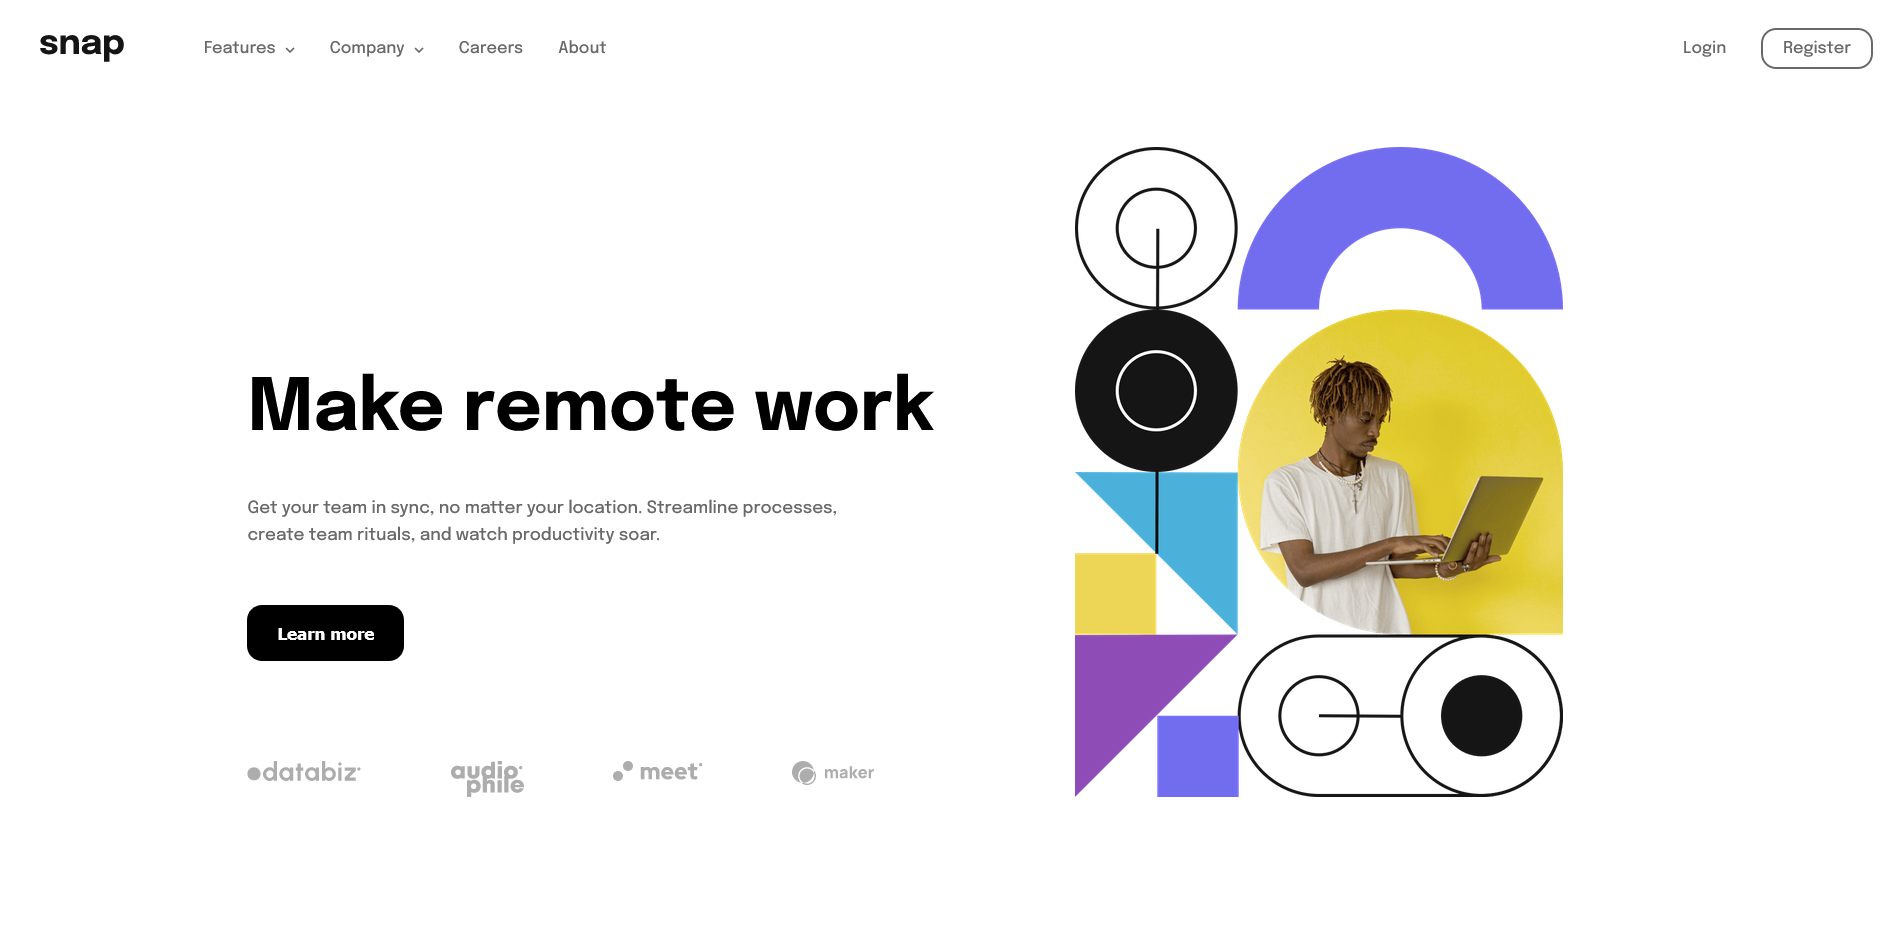 snap
Features
Company
Careers
About
Login
Register
Make remote work
Get your team in sync, no matter your location. Streamline processes,
create team rituals, and watch productivity soar.
Learn more
databiz
audio
phile
meet
maker